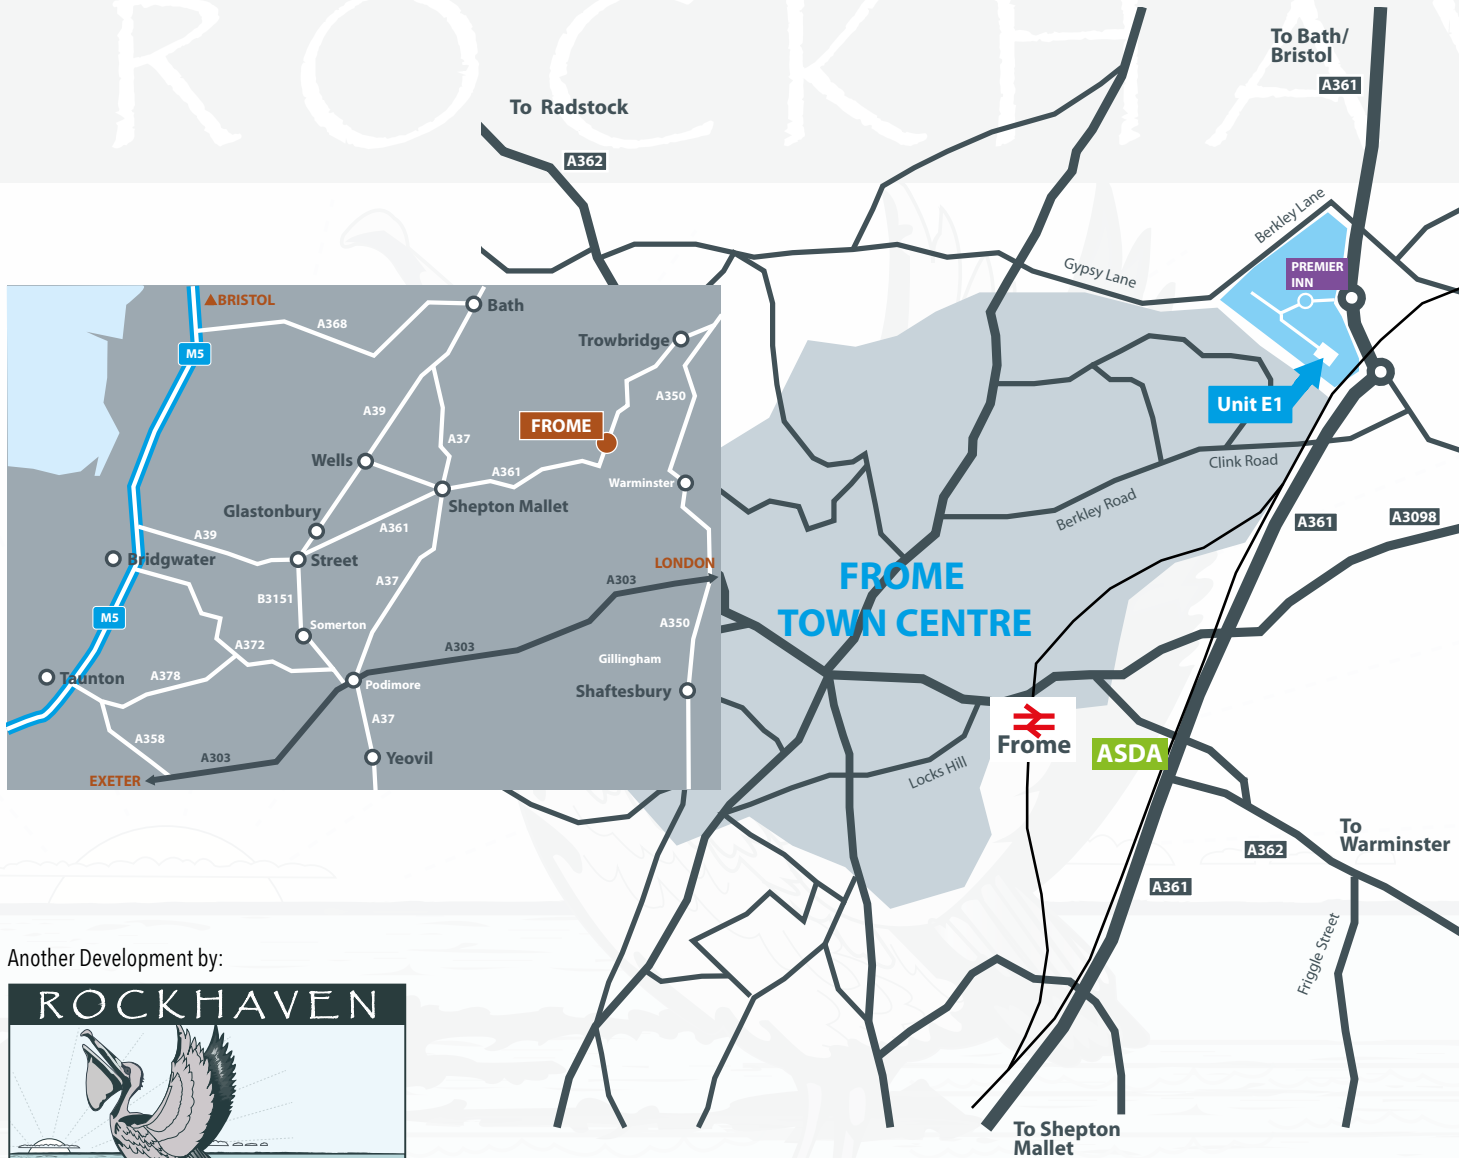 ROCKHAV
To Bath/
Bristol
A361
To Radstock
A362
Berkley Lane
PREMIER
INN
Gypsy Lane
Unit E1
Clink Road
Berkley Road
A361
A3098
FROME
TOWN CENTRE
Frome
ASDA
Locks Hill
To
Warminster
A362
A361
Friggle Street
To Shepton
Mallet
BRISTOL
A368
Bath
M5
Trowbridge
A350
A39
FROME
A37
Wells
A361
Warminster
Glastonbury
Shepton Mallet
A39
A361
Bridgwater
Street
LONDON
A303
A37
B3151
M5
Somerton
A350
A372
A303
Gillingham
Taunton
A378
Podimore
Shaftesbury
A37
A358
A303
Yeovil
EXETER
Another Development by:
ROCKHAVEN